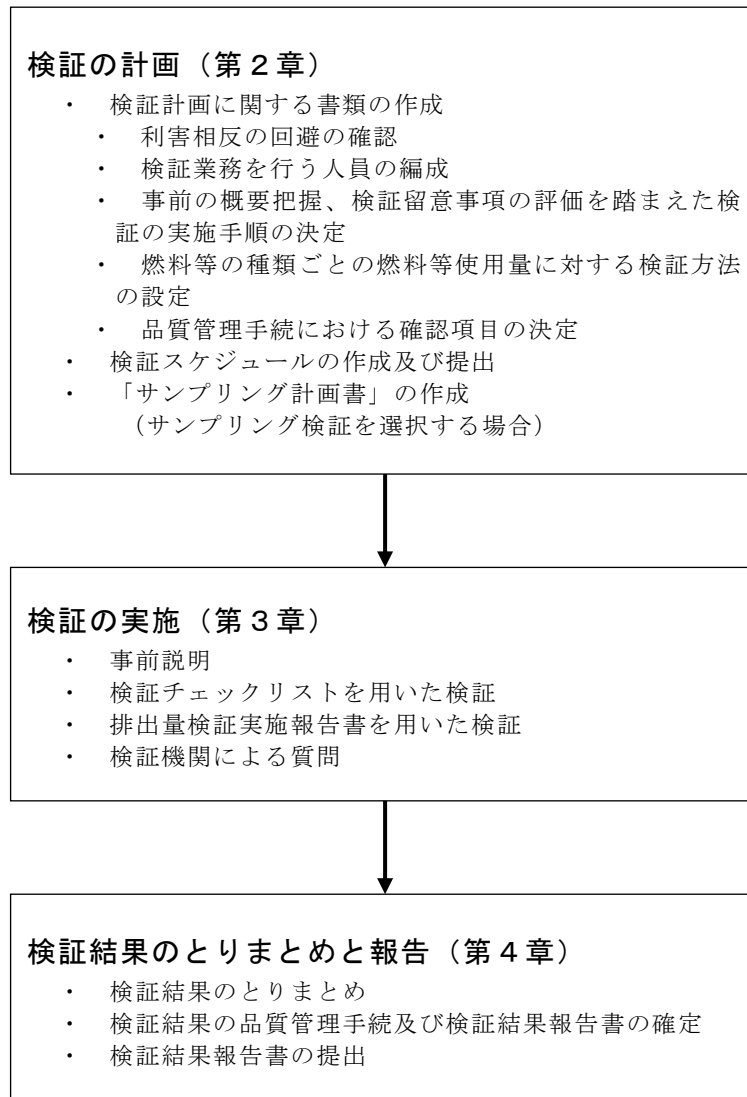 検証の計画（第２章）
・ 検証計画に関する書類の作成
・ 利害相反の回避の確認
・ 検証業務を行う人員の編成
・ 事前の概要把握、検証留意事項の評価を踏まえた検
証の実施手順の決定
・ 燃料等の種類ごとの燃料等使用量に対する検証方法
の設定
・ 品質管理手続における確認項目の決定
・ 検証スケジュールの作成及び提出
・ 「サンプリング計画書」の作成
（サンプリング検証を選択する場合）
検証の実施（第３章）
・ 事前説明
・ 検証チェックリストを用いた検証
・ 排出量検証実施報告書を用いた検証
・ 検証機関による質問
検証結果のとりまとめと報告（第４章）
・ 検証結果のとりまとめ
・ 検証結果の品質管理手続及び検証結果報告書の確定
・ 検証結果報告書の提出